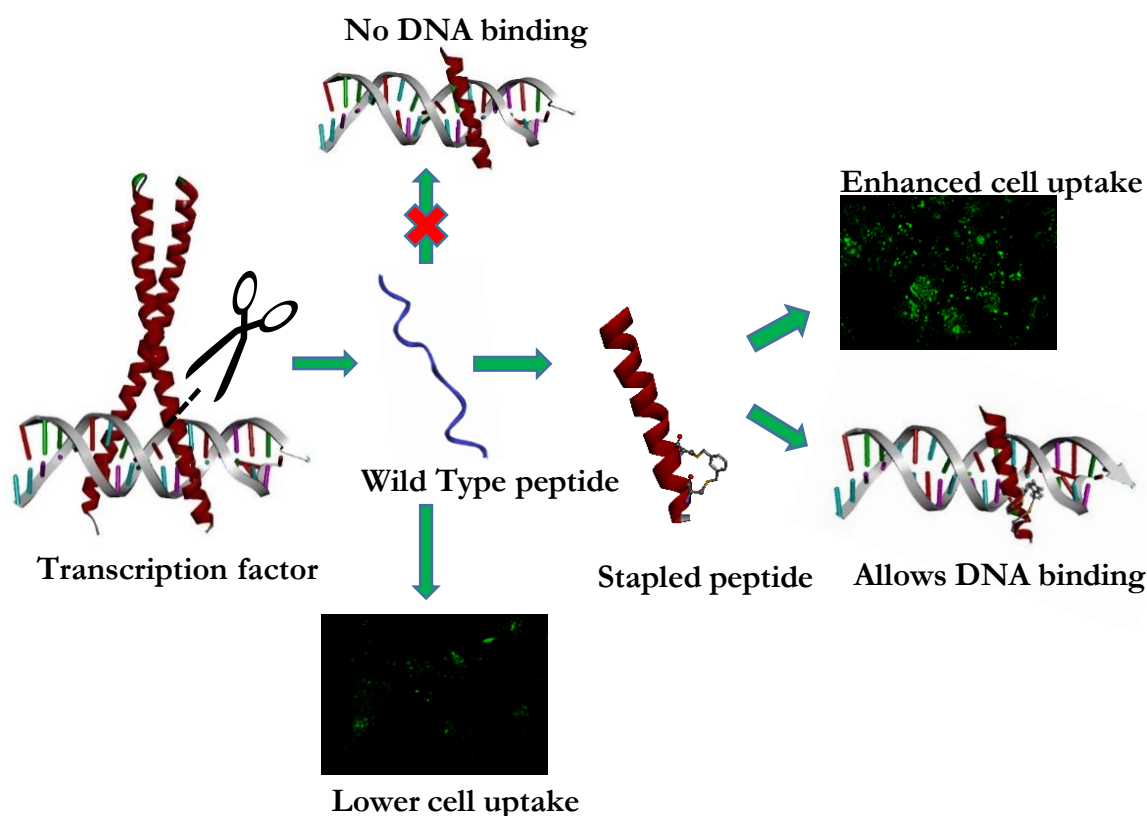 No DNA binding
Enhanced cell uptake
Wild Type peptide
Transcription factor
Stapled peptide
Allows DNA binding
Lower cell uptake